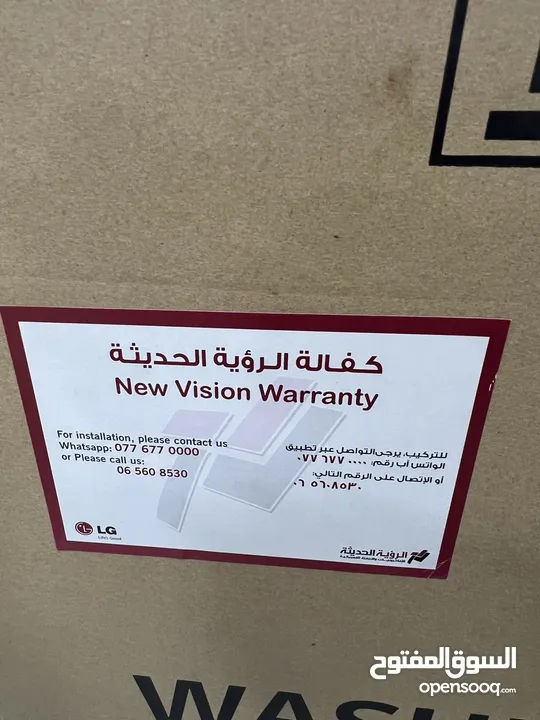 كفالة الرؤية الحديثة
New Vision Warranty
For installation, please contact us
Whatsapp: 077 677 0000
or Please call us:
06 560 8530
للتركيب، يرجى التواصل عبر تطبيق
الواتس أب رقم: ٠٧٧ ٦٧٧ ٠٠٠٠
أو الإتصال على الرقم التالي:
٠٦ ٥٦٠٨٥٣٠
LG
Life's Good
الرؤية الحديثة
السوق المفتوح
opensooq.com